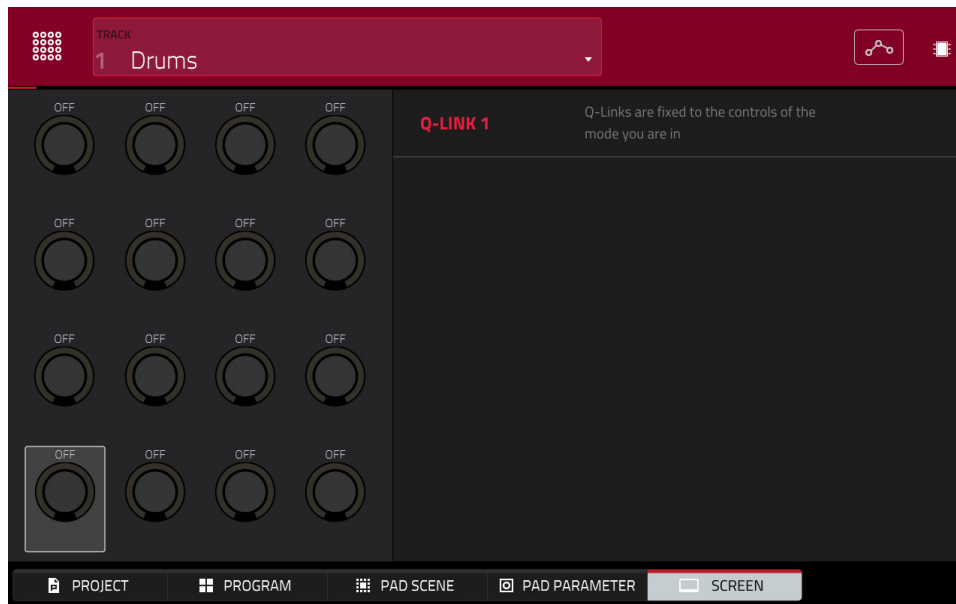 TRACK
1 Drums
OFF OFF OFF OFF
Q-LINK 1
Q-Links are fixed to the controls of the
mode you are in
OFF OFF OFF OFF
OFF OFF OFF OFF
OFF OFF OFF OFF
PROJECT PROGRAM PAD SCENE PAD PARAMETER SCREEN